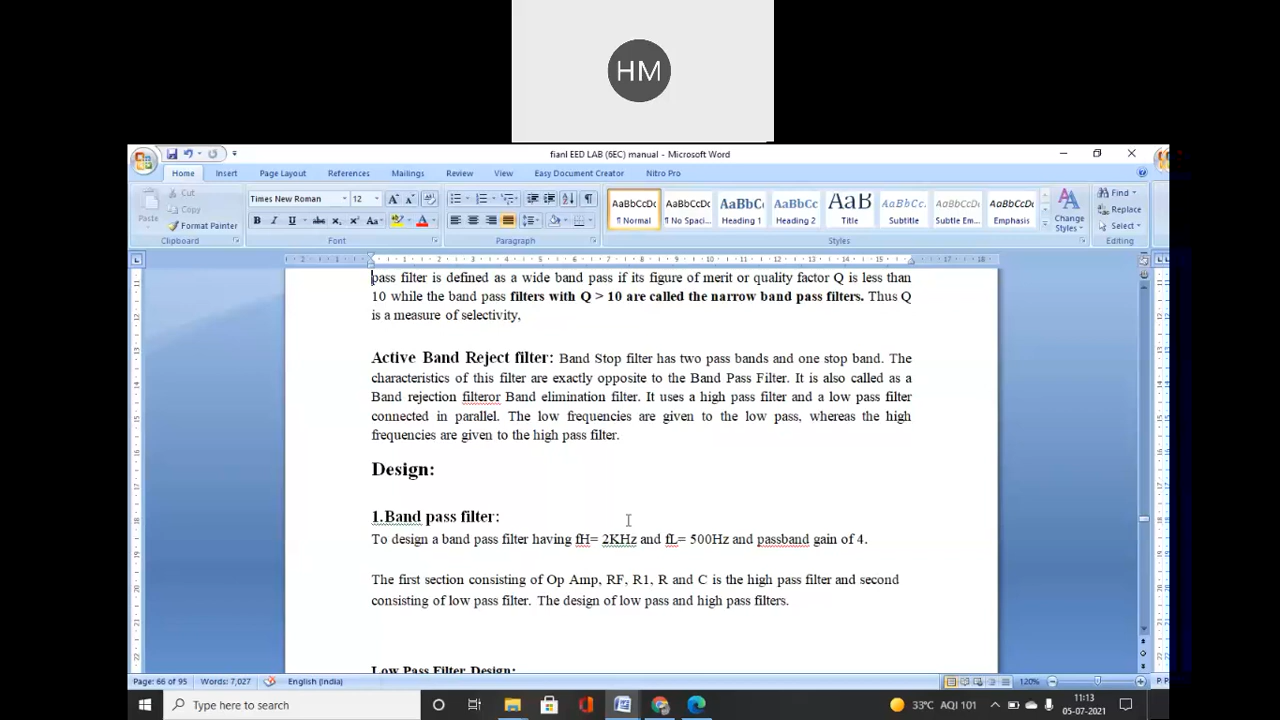 HM
fianl EED LAB (6EC) manual - Microsoft Word
Home Insert Page Layout References Mailings Review View Easy Document Creator Nitro Pro
Paste
Cut
Copy
Format Painter
Clipboard
Times New Roman 12
B I U abc x₂ x² Aa
Font
Paragraph
AaBbCcDc AaBbCcDc AaBbC AaBbCc AaB AaBbCc. AaBbCcDc AaBbCcDc
¶ Normal ¶ No Spaci... Heading 1 Heading 2 Title Subtitle Subtle Em... Emphasis
Change Styles
Styles
Find
Replace
Select
Editing
pass filter is defined as a wide band pass if its figure of merit or quality factor Q is less than
10 while the band pass filters with Q > 10 are called the narrow band pass filters. Thus Q
is a measure of selectivity,
Active Band Reject filter: Band Stop filter has two pass bands and one stop band. The
characteristics of this filter are exactly opposite to the Band Pass Filter. It is also called as a
Band rejection filteror Band elimination filter. It uses a high pass filter and a low pass filter
connected in parallel. The low frequencies are given to the low pass, whereas the high
frequencies are given to the high pass filter.
Design:
1.Band pass filter:
To design a band pass filter having fH= 2KHz and fL= 500Hz and passband gain of 4.
The first section consisting of Op Amp, RF, R1, R and C is the high pass filter and second
consisting of low pass filter. The design of low pass and high pass filters.
Low Pass Filter Design:
Page: 66 of 95 Words: 7,027 English (India) 120%
Type here to search
33°C AQI 101
11:13
05-07-2021